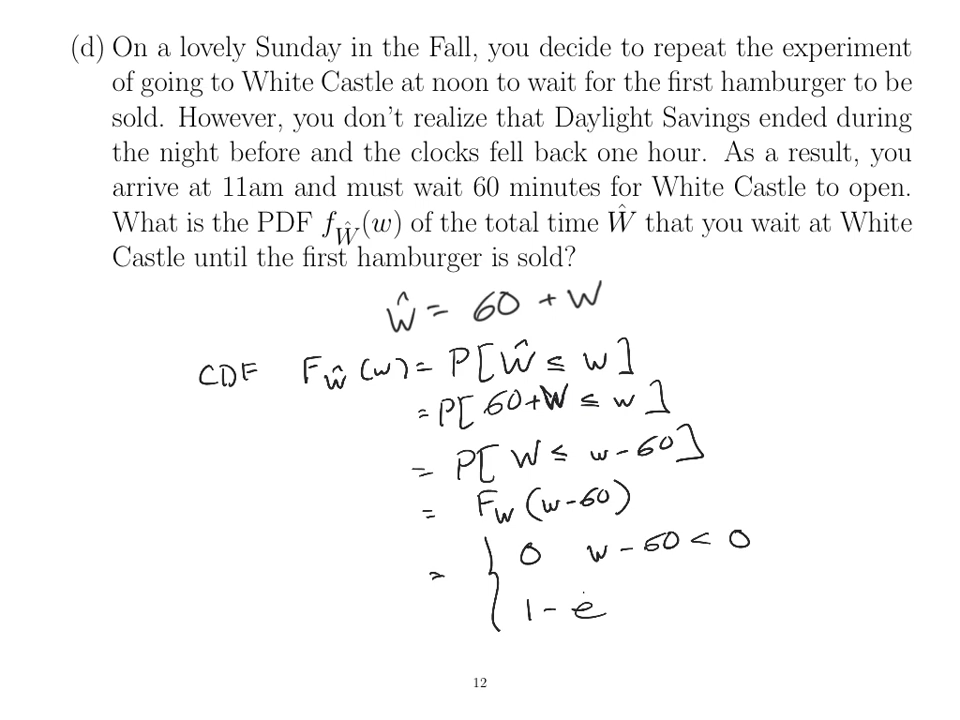 (d) On a lovely Sunday in the Fall, you decide to repeat the experiment
of going to White Castle at noon to wait for the first hamburger to be
sold. However, you don't realize that Daylight Savings ended during
the night before and the clocks fell back one hour. As a result, you
arrive at 11am and must wait 60 minutes for White Castle to open.
What is the PDF f_Ŵ(w) of the total time Ŵ that you wait at White
Castle until the first hamburger is sold?
Ŵ = 60 + W
CDF F_Ŵ(w) = P[Ŵ ≤ w]
= P[60+W ≤ w]
= P[W ≤ w-60]
= F_W(w-60)
= { 0 w-60 < 0
1-e
12